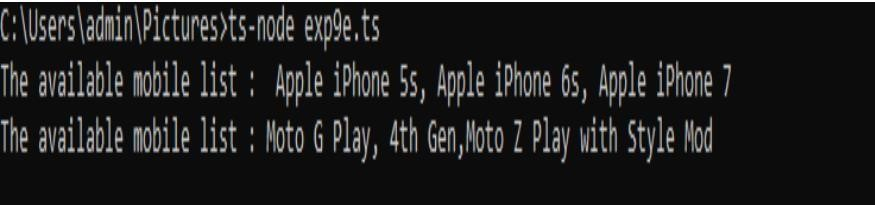 C:\Users\admin\Pictures>ts-node exp9e.ts
The available mobile list :  Apple iPhone 5s, Apple iPhone 6s, Apple iPhone 7
The available mobile list : Moto G Play, 4th Gen,Moto Z Play with Style Mod